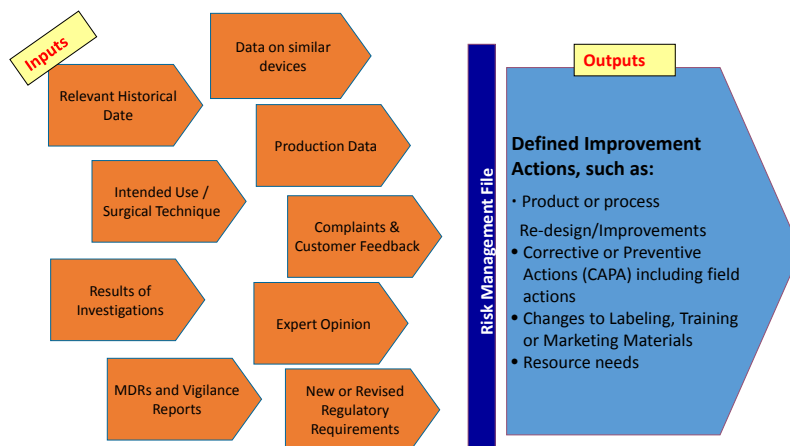 Inputs
Data on similar
devices
Relevant Historical
Date
Production Data
Intended Use /
Surgical Technique
Complaints &
Customer Feedback
Results of
Investigations
Expert Opinion
MDRs and Vigilance
Reports
New or Revised
Regulatory
Requirements
Risk Management File
Outputs
Defined Improvement
Actions, such as:
· Product or process
Re-design/Improvements
• Corrective or Preventive
Actions (CAPA) including field
actions
• Changes to Labeling, Training
or Marketing Materials
• Resource needs